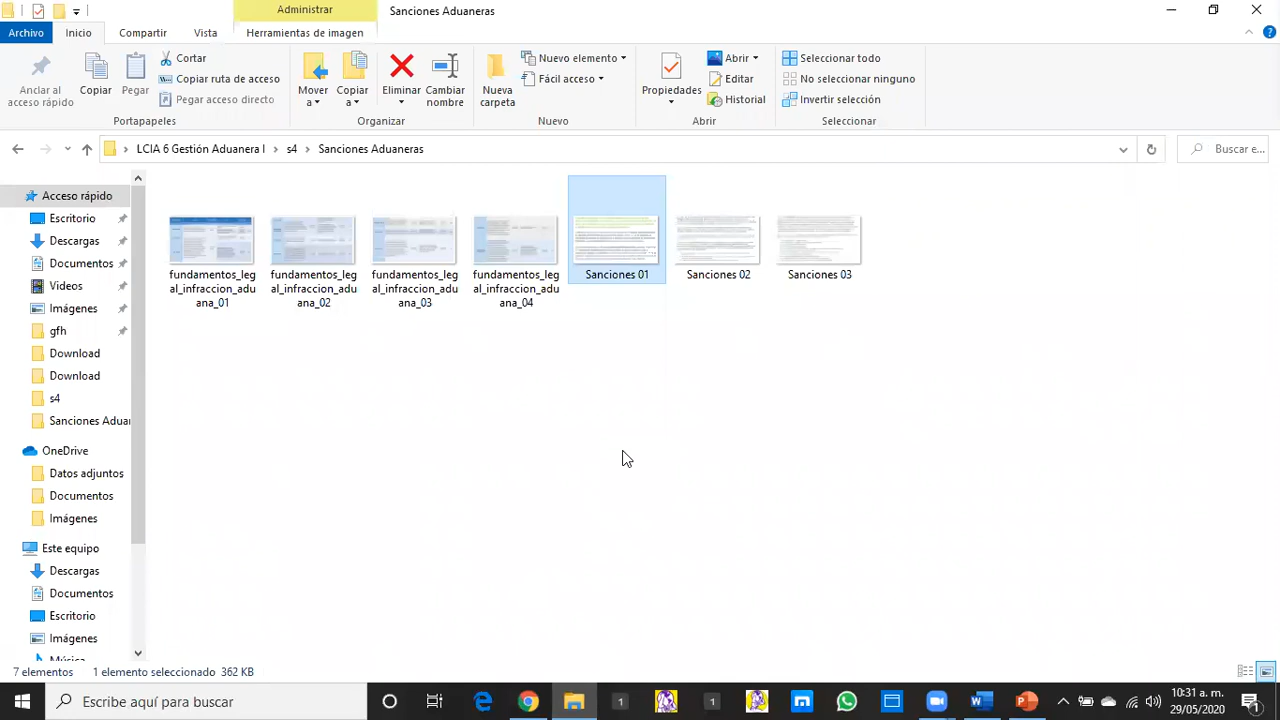 Administrar
Sanciones Aduaneras
Archivo
Inicio
Compartir
Vista
Herramientas de imagen
Anclar al
acceso rápido
Copiar
Pegar
Cortar
Copiar ruta de acceso
Pegar acceso directo
Portapapeles
Mover
a
Copiar
a
Eliminar
Cambiar
nombre
Organizar
Nueva
carpeta
Nuevo elemento
Fácil acceso
Nuevo
Propiedades
Abrir
Editar
Historial
Abrir
Seleccionar todo
No seleccionar ninguno
Invertir selección
Seleccionar
LCIA 6 Gestión Aduanera I
s4
Sanciones Aduaneras
Buscar e...
Acceso rápido
Escritorio
Descargas
Documentos
Videos
Imágenes
gfh
Download
Download
s4
Sanciones Aduar
OneDrive
Datos adjuntos
Documentos
Imágenes
Este equipo
Descargas
Documentos
Escritorio
Imágenes
Música
fundamentos_leg
al_infraccion_adu
ana_01
fundamentos_leg
al_infraccion_adu
ana_02
fundamentos_leg
al_infraccion_adu
ana_03
fundamentos_leg
al_infraccion_adu
ana_04
Sanciones 01
Sanciones 02
Sanciones 03
7 elementos
1 elemento seleccionado 362 KB
Escribe aquí para buscar
1
1
10:31 a. m.
29/05/2020
1